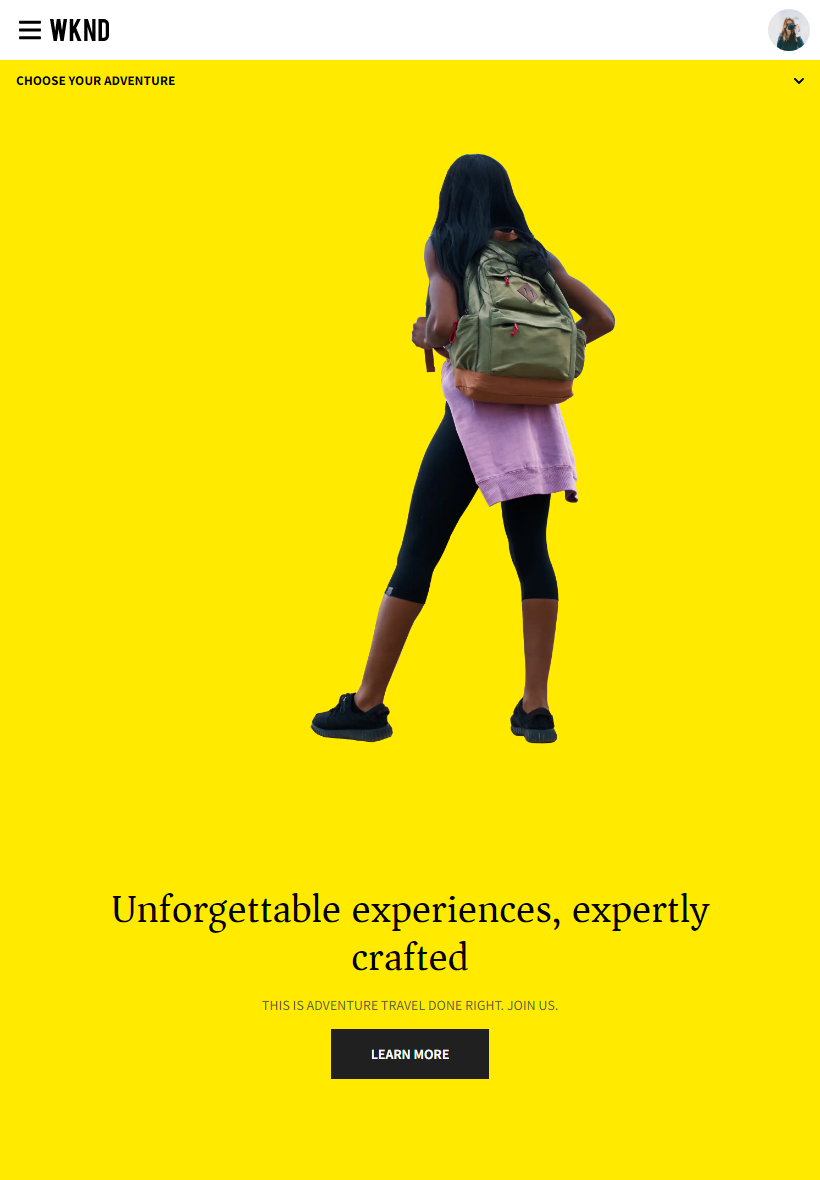 WKND
CHOOSE YOUR ADVENTURE
Unforgettable experiences, expertly
crafted
THIS IS ADVENTURE TRAVEL DONE RIGHT. JOIN US.
LEARN MORE